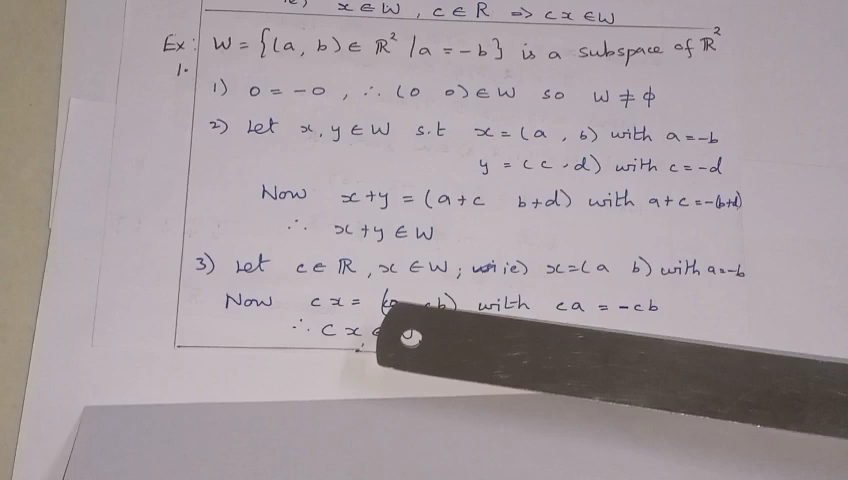 x ∈ W, c ∈ R ⇒ cx ∈ W
Ex: W = {(a, b) ∈ R² / a = -b} is a subspace of R²
1.
1) 0 = -0, ∴ (0 0) ∈ W so W ≠ ϕ
2) Let x, y ∈ W s.t x = (a, b) with a = -b
y = (c, d) with c = -d
Now x+y = (a+c b+d) with a+c = -(b+d)
∴ x+y ∈ W
3) Let c ∈ R, x ∈ W; ie) x = (a b) with a = -b
Now cx = cb) with ca = -cb
∴ cx